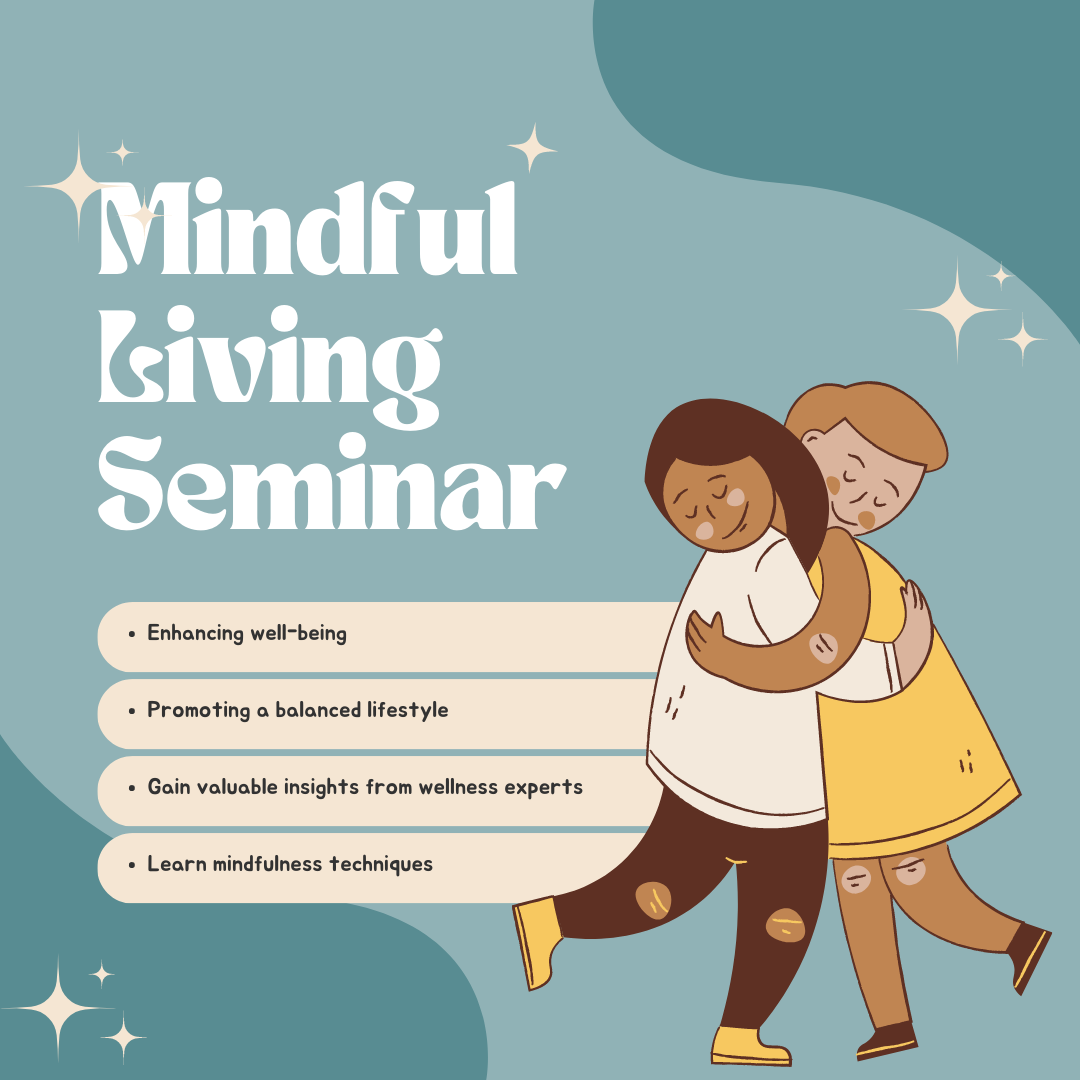 Mindful
Living
Seminar
• Enhancing well-being
• Promoting a balanced lifestyle
• Gain valuable insights from wellness experts
• Learn mindfulness techniques